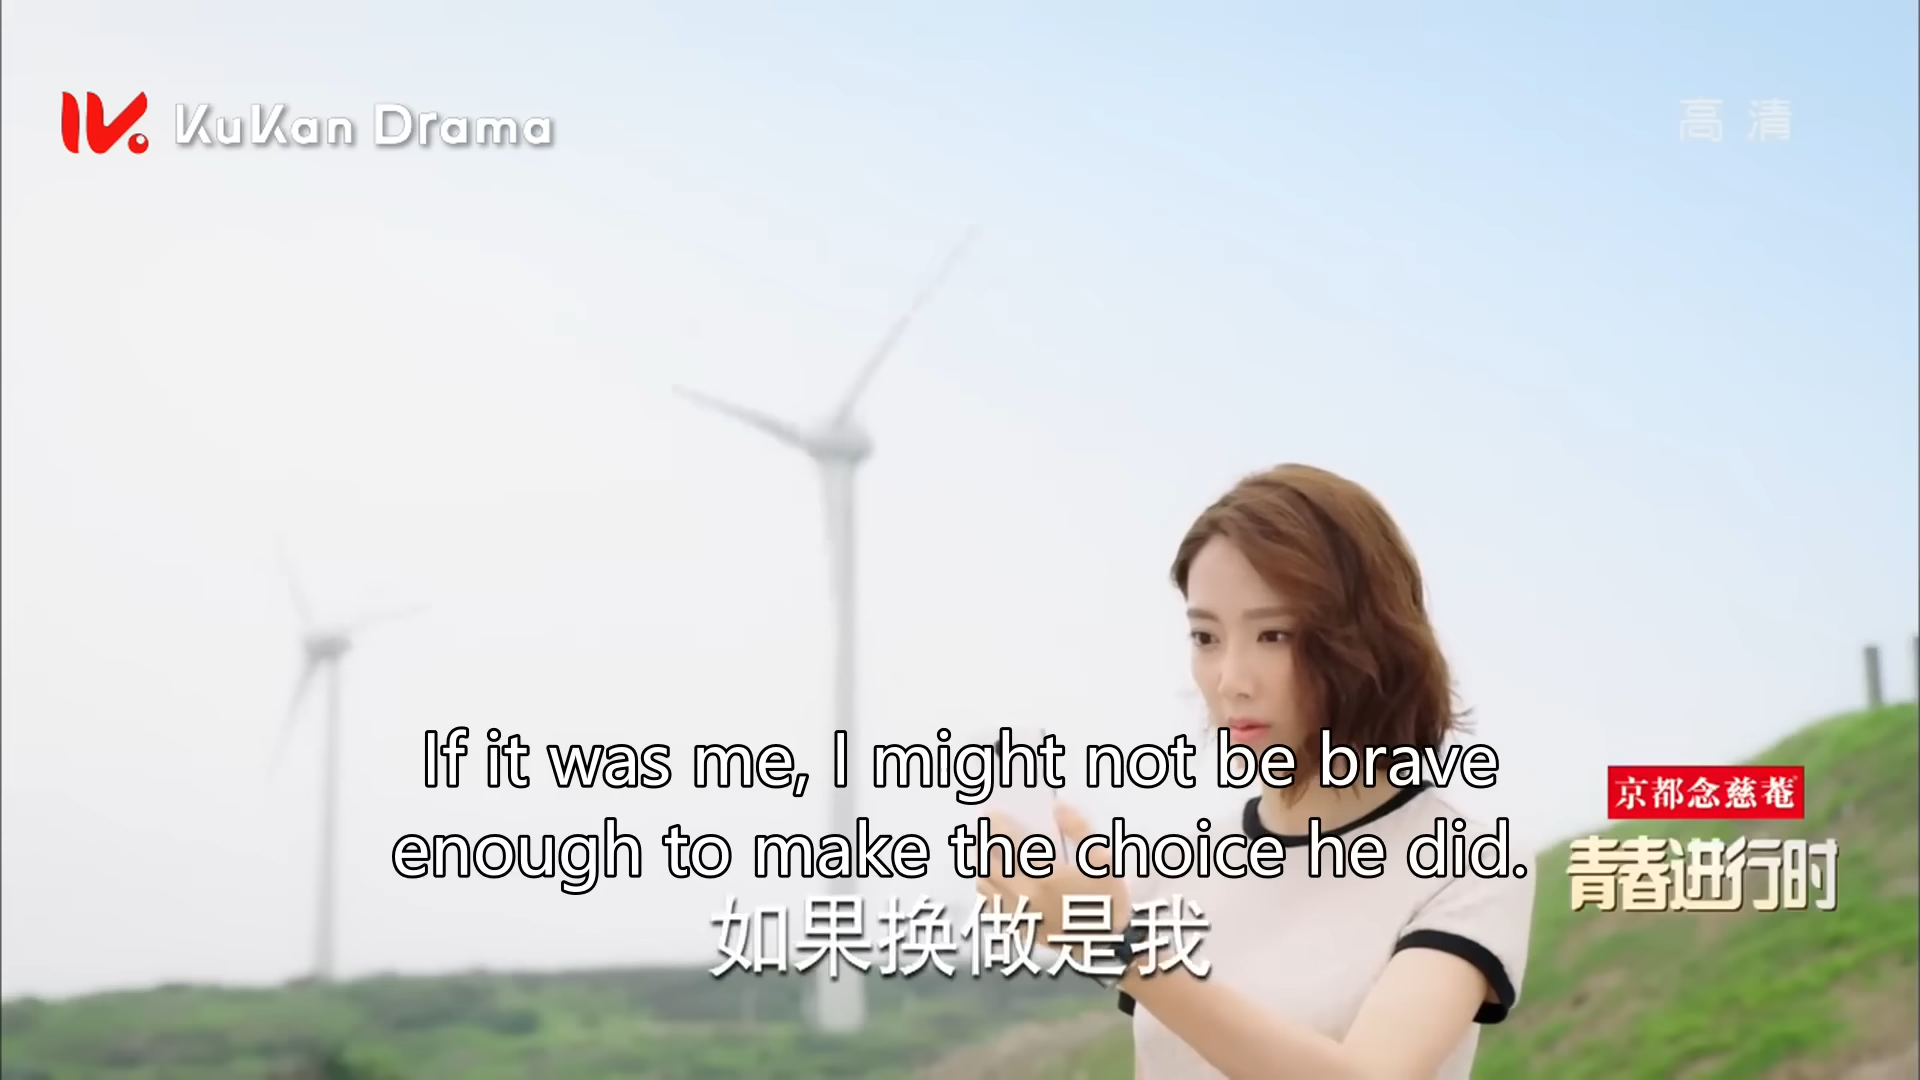 KuKan Drama
高清
If it was me, I might not be brave
enough to make the choice he did.
如果换做是我
京都念慈菴
青春进行时